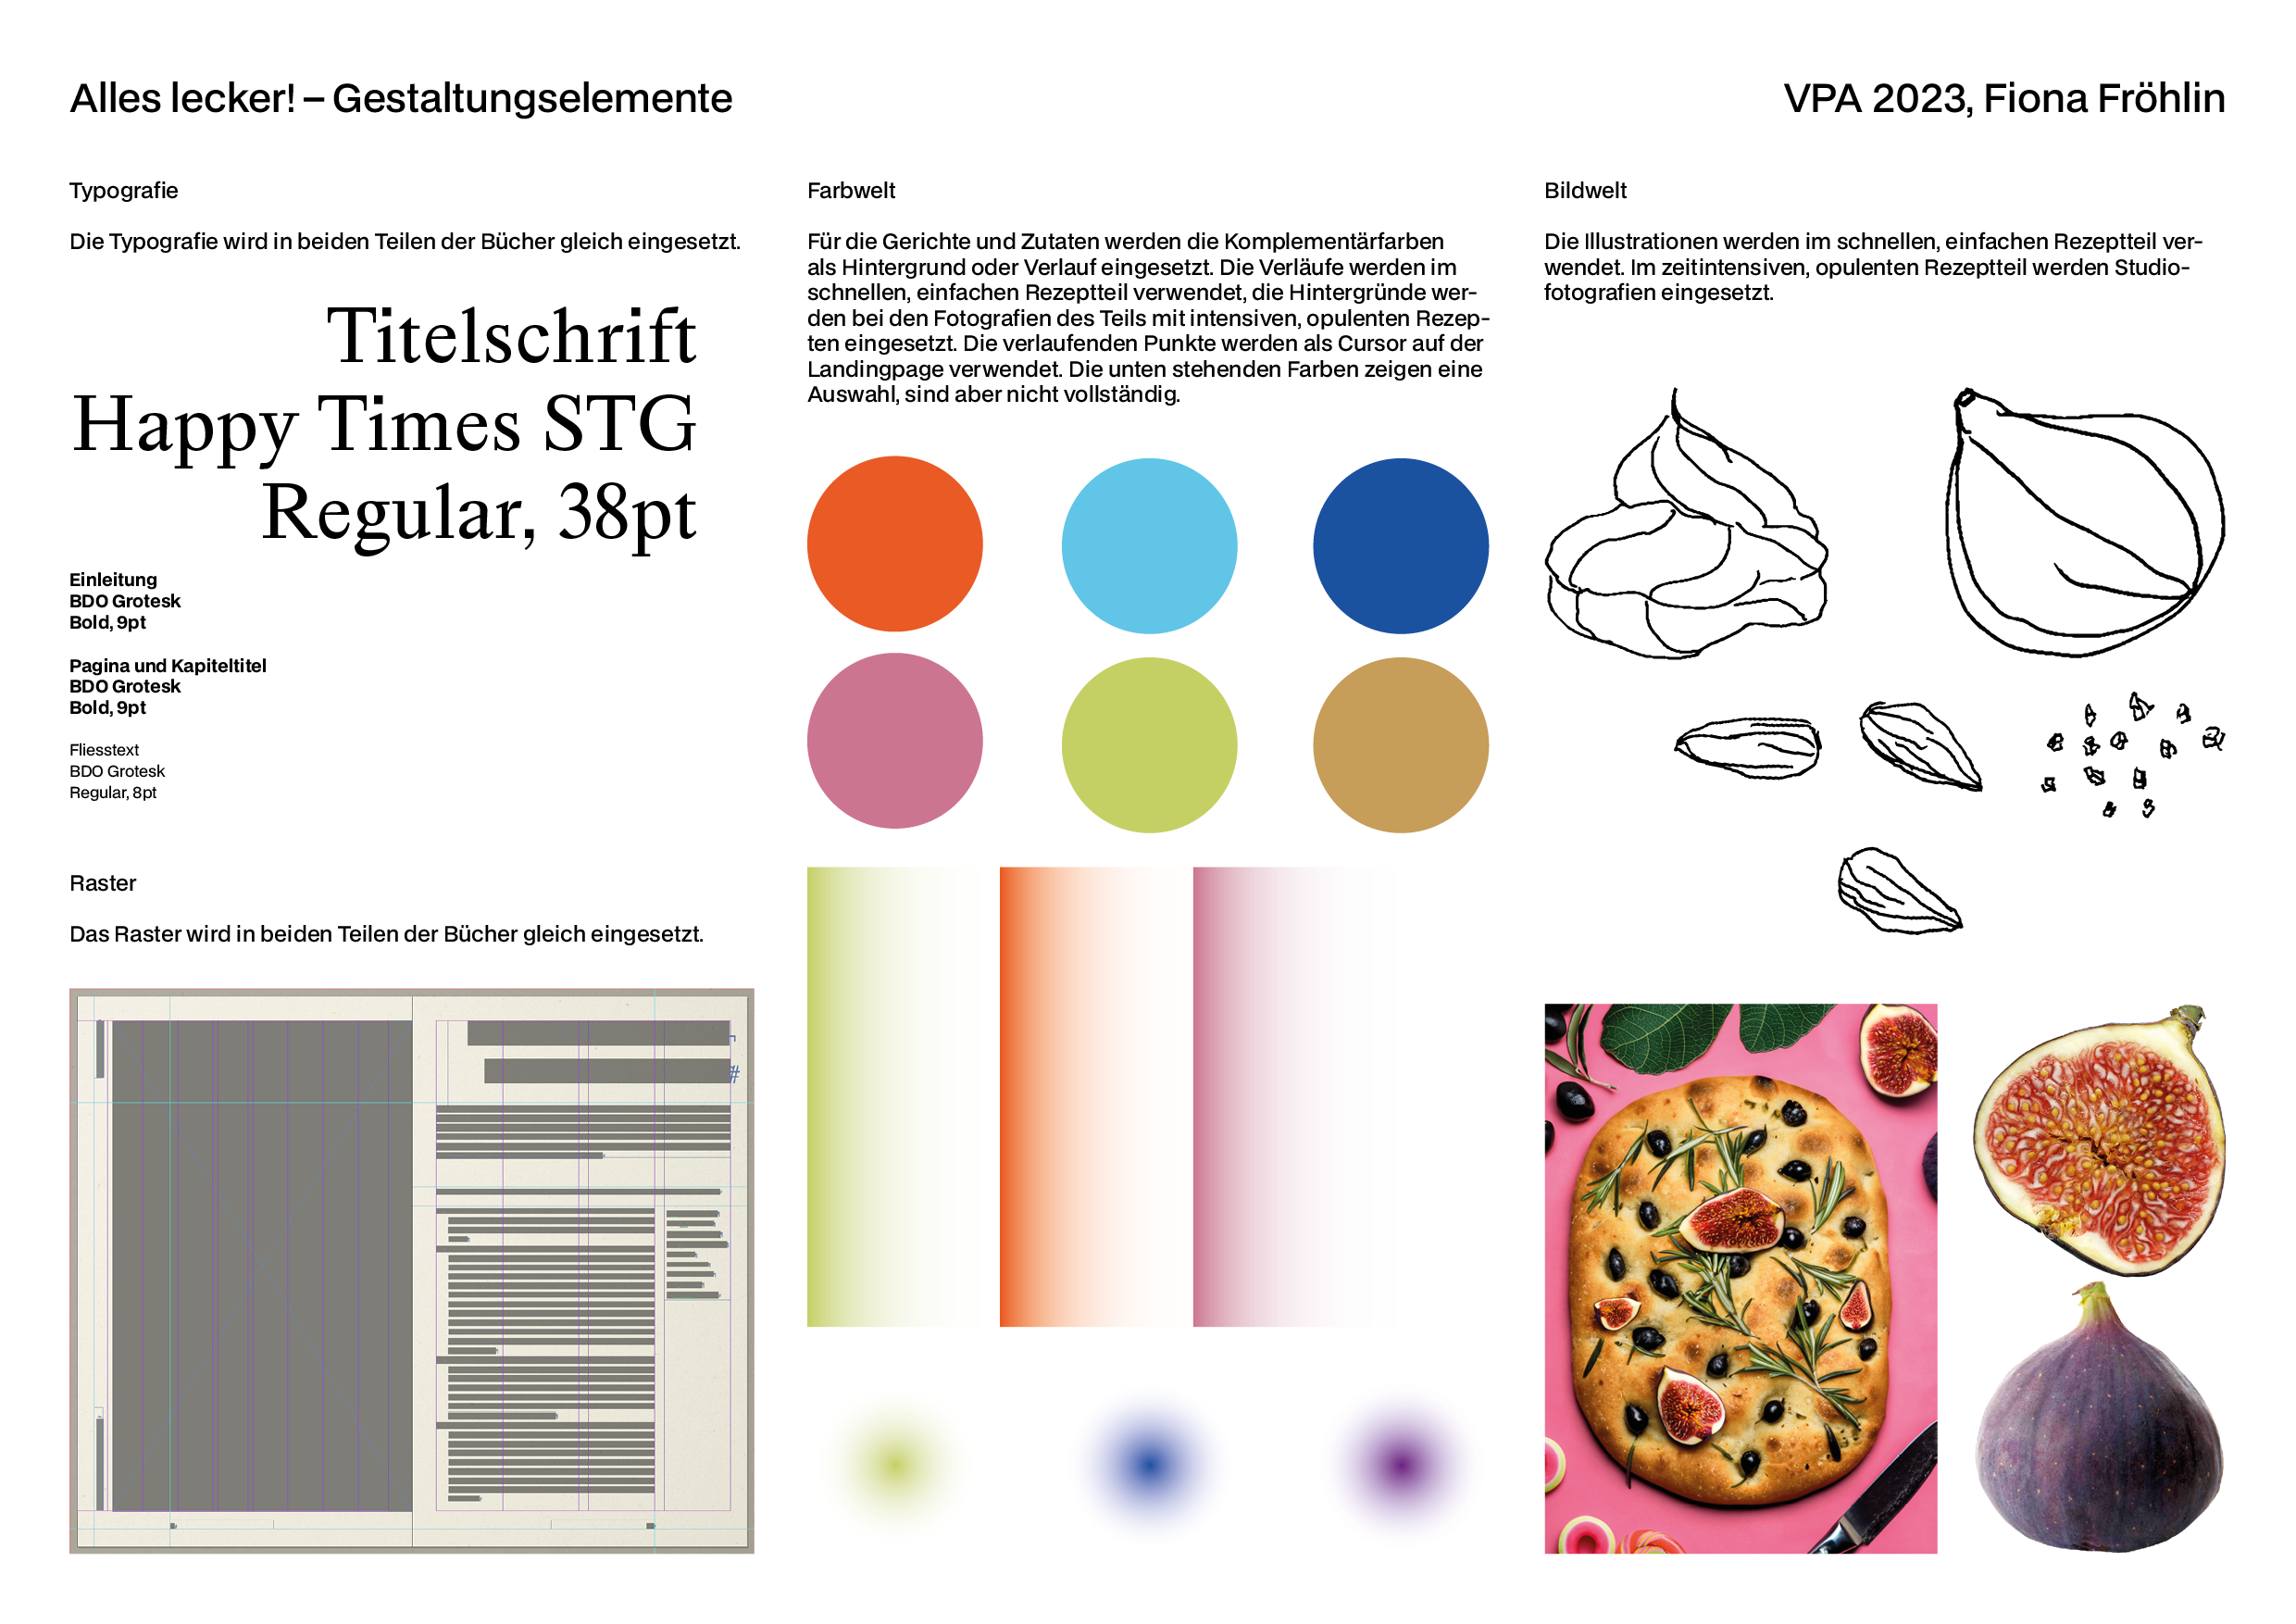 Alles lecker! – Gestaltungselemente
VPA 2023, Fiona Fröhlin
Typografie
Die Typografie wird in beiden Teilen der Bücher gleich eingesetzt.
Titelschrift
Happy Times STG
Regular, 38pt
Einleitung
BDO Grotesk
Bold, 9pt
Pagina und Kapiteltitel
BDO Grotesk
Bold, 9pt
Fliesstext
BDO Grotesk
Regular, 8pt
Raster
Das Raster wird in beiden Teilen der Bücher gleich eingesetzt.
#
Farbwelt
Für die Gerichte und Zutaten werden die Komplementärfarben
als Hintergrund oder Verlauf eingesetzt. Die Verläufe werden im
schnellen, einfachen Rezeptteil verwendet, die Hintergründe wer-
den bei den Fotografien des Teils mit intensiven, opulenten Rezep-
ten eingesetzt. Die verlaufenden Punkte werden als Cursor auf der
Landingpage verwendet. Die unten stehenden Farben zeigen eine
Auswahl, sind aber nicht vollständig.
Bildwelt
Die Illustrationen werden im schnellen, einfachen Rezeptteil ver-
wendet. Im zeitintensiven, opulenten Rezeptteil werden Studio-
fotografien eingesetzt.